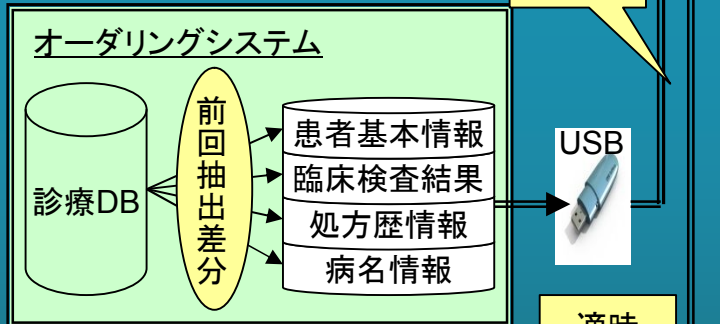 オーダリングシステム
診療DB
前回抽出差分
患者基本情報
臨床検査結果
処方歴情報
病名情報
USB
適時